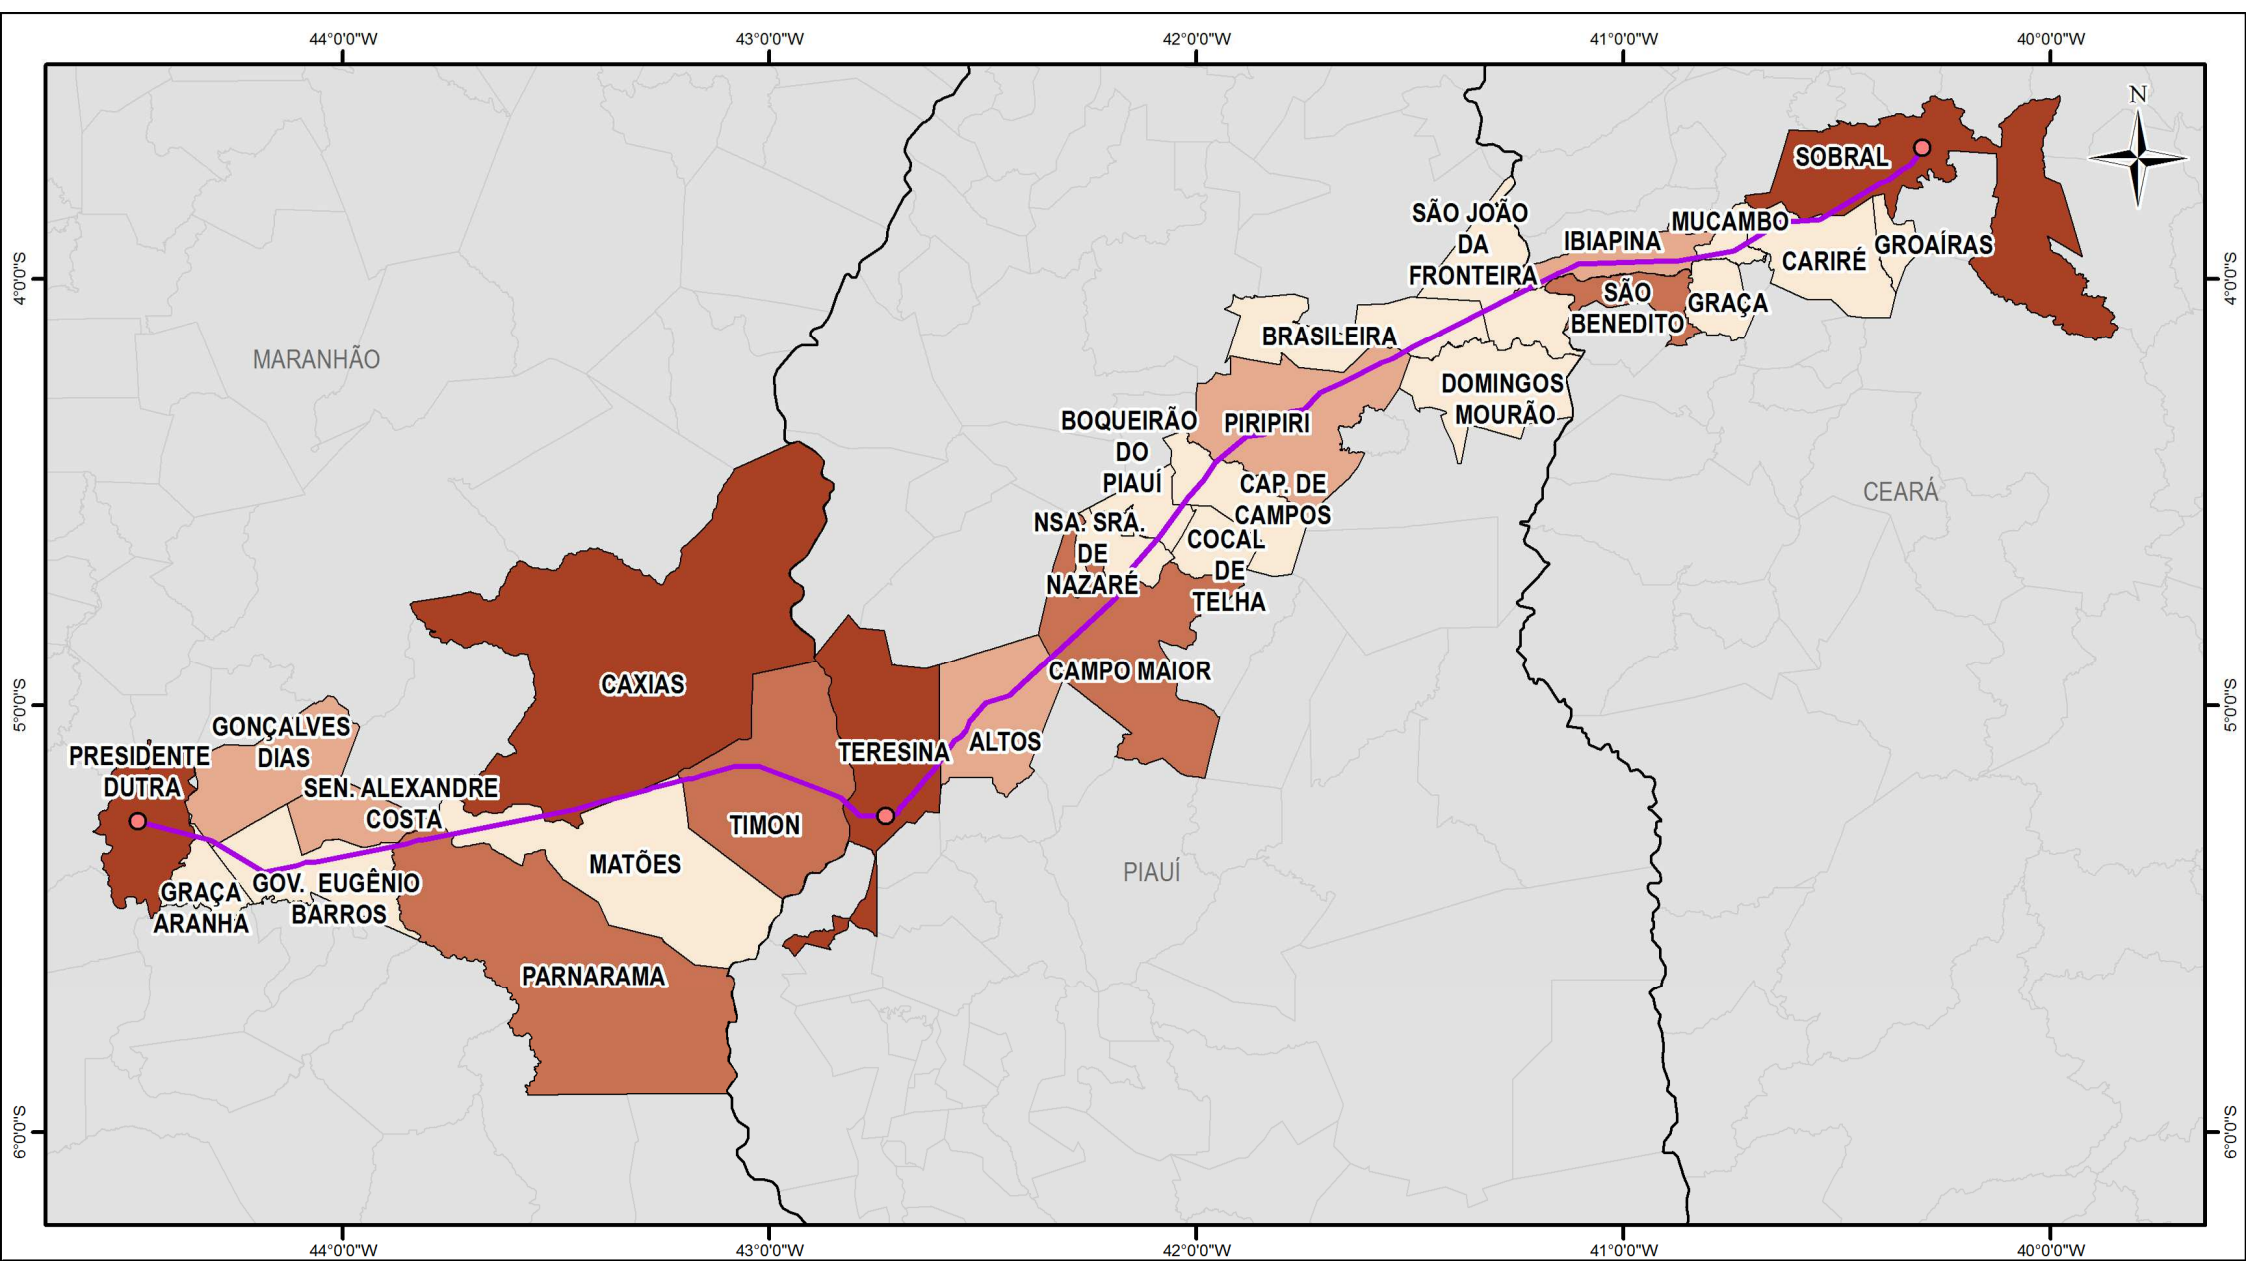 44°0'0"W
43°0'0"W
42°0'0"W
41°0'0"W
40°0'0"W
N
SOBRAL
SÃO JOÃO
DA
FRONTEIRA
MUCAMBO
IBIAPINA
GROAÍRAS
CARIRÉ
4°0'0"S
4°0'0"S
SÃO
BENEDITO
GRAÇA
BRASILEIRA
MARANHÃO
DOMINGOS
MOURÃO
BOQUEIRÃO
DO
PIAUÍ
PIRIPIRI
CAP. DE
CAMPOS
CEARÁ
NSA. SRA.
DE
NAZARÉ
COCAL
DE
TELHA
CAMPO MAIOR
CAXIAS
5°0'0"S
5°0'0"S
GONÇALVES
DIAS
PRESIDENTE
DUTRA
TERESINA
ALTOS
SEN. ALEXANDRE
COSTA
TIMON
MATÕES
PIAUÍ
GRAÇA
ARANHA
GOV. EUGÊNIO
BARROS
PARNARAMA
6°0'0"S
6°0'0"S
44°0'0"W
43°0'0"W
42°0'0"W
41°0'0"W
40°0'0"W